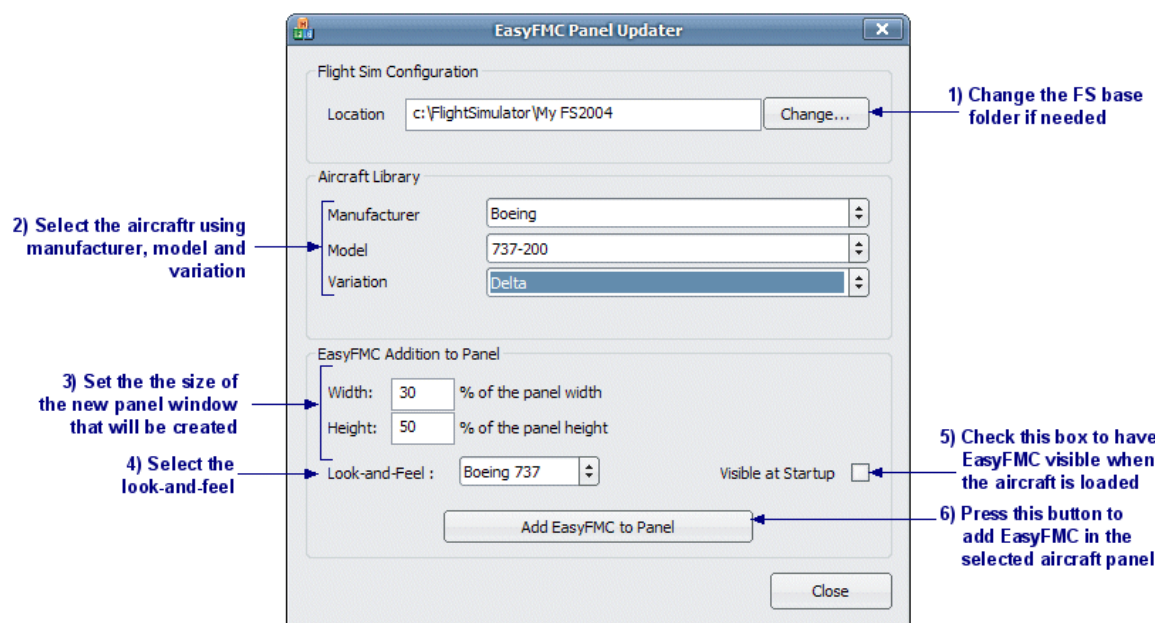 EasyFMC Panel Updater
Flight Sim Configuration
Location c:\FlightSimulator\My FS2004 Change...
1) Change the FS base
folder if needed
Aircraft Library
2) Select the aircraftr using
manufacturer, model and
variation
Manufacturer Boeing
Model 737-200
Variation Delta
EasyFMC Addition to Panel
3) Set the the size of
the new panel window
that will be created
Width: 30 % of the panel width
Height: 50 % of the panel height
4) Select the
look-and-feel
Look-and-Feel : Boeing 737 Visible at Startup
5) Check this box to have
EasyFMC visible when
the aircraft is loaded
Add EasyFMC to Panel
6) Press this button to
add EasyFMC in the
selected aircraft panel
Close